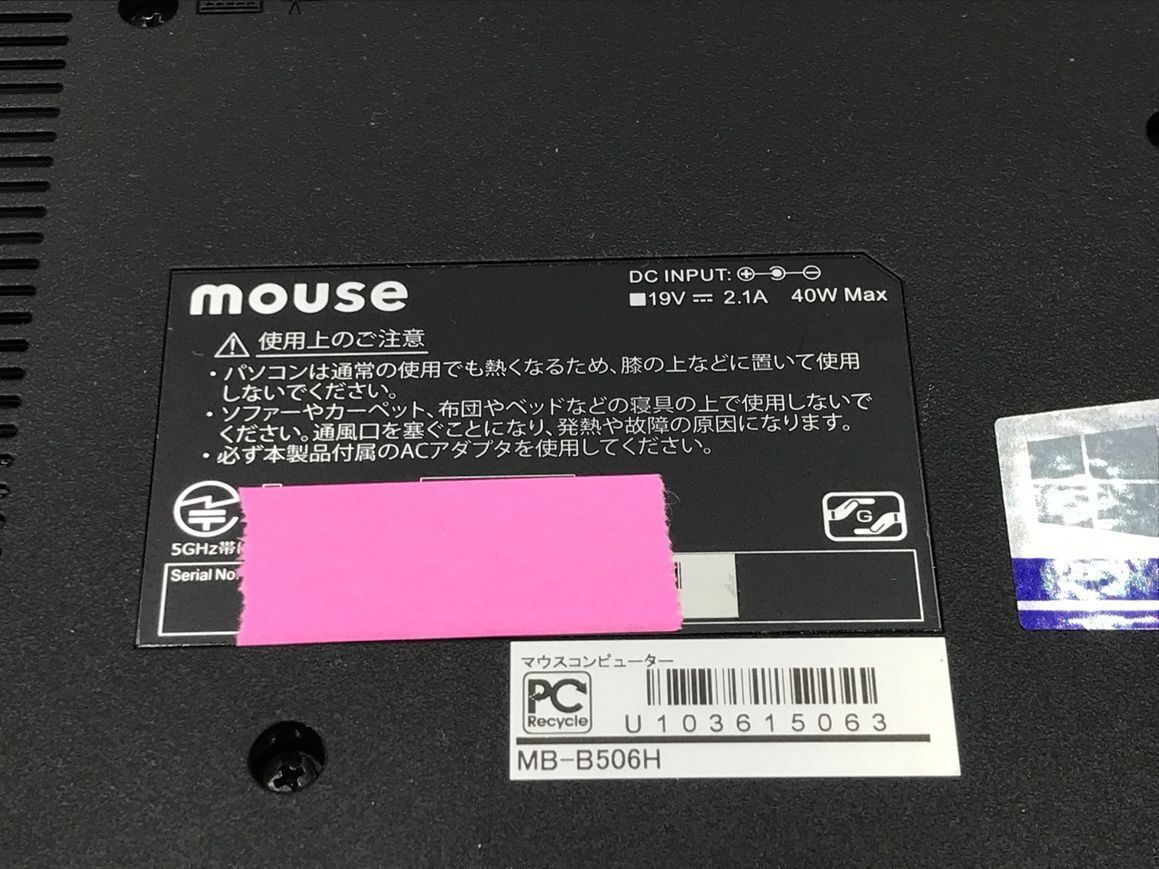 mouse
DC INPUT:
19V 2.1A 40W Max
使用上のご注意
・パソコンは通常の使用でも熱くなるため、膝の上などに置いて使用
しないでください。
・ソファーやカーペット、布団やベッドなどの寝具の上で使用しないで
ください。通風口を塞ぐことになり、発熱や故障の原因になります。
・必ず本製品付属のACアダプタを使用してください。
G
5GHz帯
Serial No.
マウスコンピューター
PC
Recycle
U103615063
MB-B506H